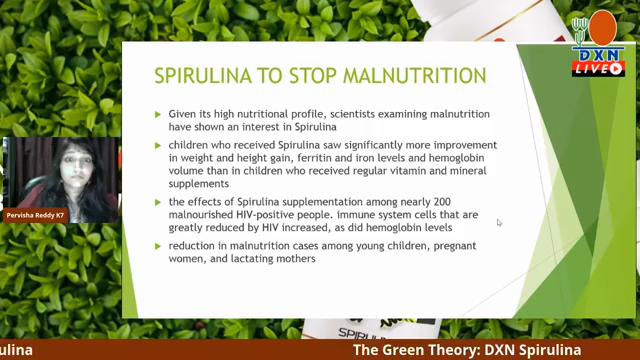 DXN
LIVE
SPIRULINA TO STOP MALNUTRITION
Given its high nutritional profile, scientists examining malnutrition
have shown an interest in Spirulina
children who received Spirulina saw significantly more improvement
in weight and height gain, ferritin and iron levels and hemoglobin
volume than in children who received regular vitamin and mineral
supplements
the effects of Spirulina supplementation among nearly 200
malnourished HIV-positive people. immune system cells that are
greatly reduced by HIV increased, as did hemoglobin levels
reduction in malnutrition cases among young children, pregnant
women, and lactating mothers
Pervisha Reddy K7
SPIRUL
ulina
The Green Theory: DXN Spirulina